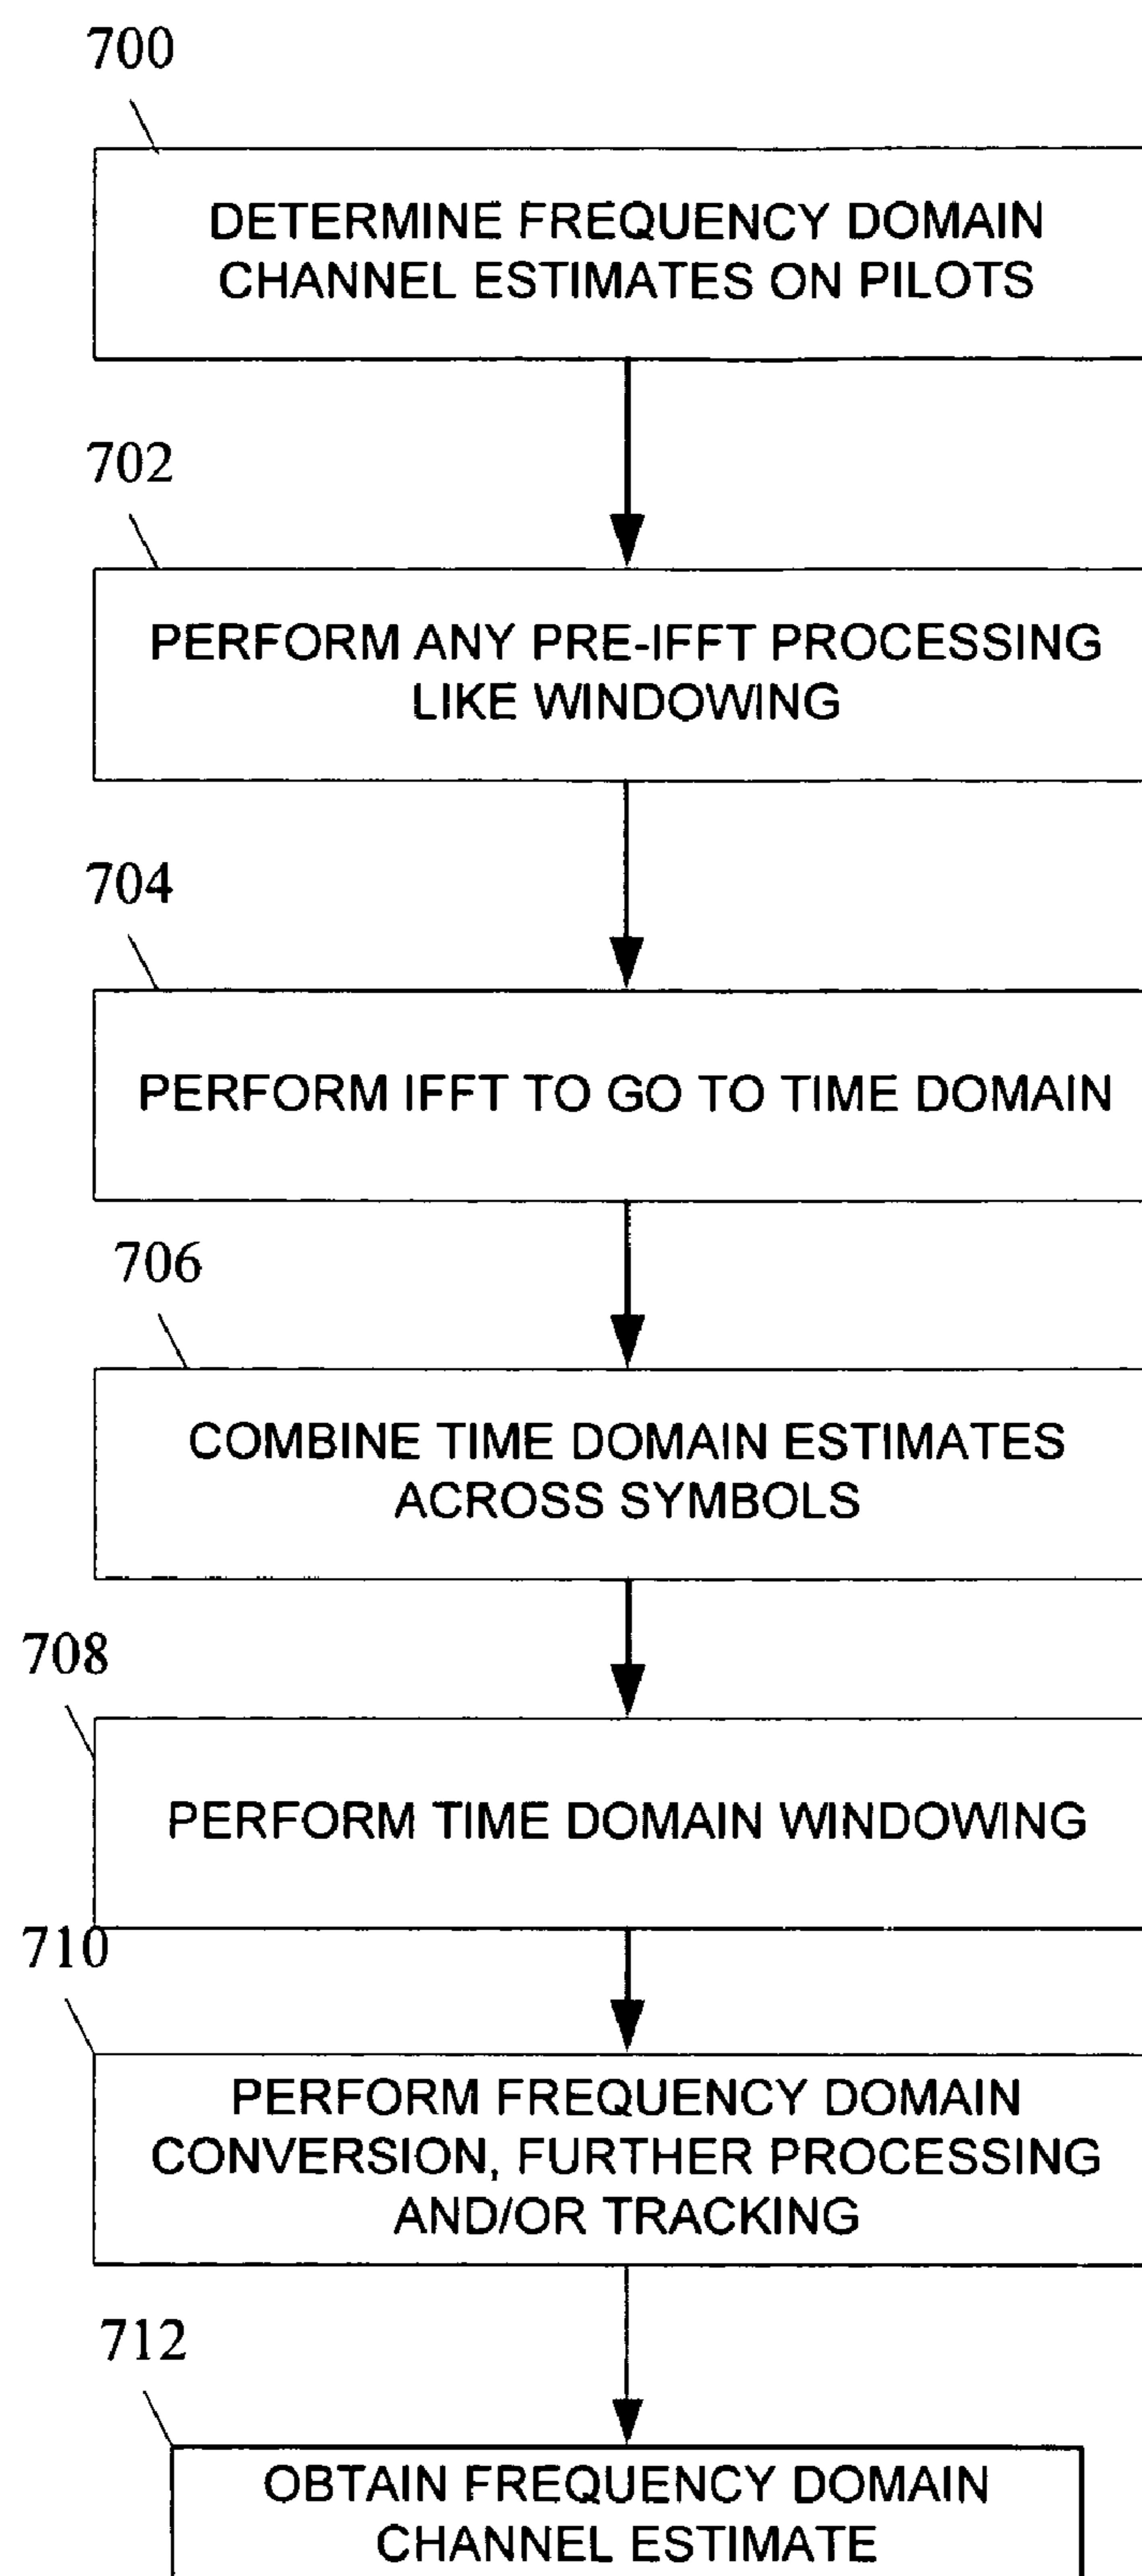 700
DETERMINE FREQUENCY DOMAIN
CHANNEL ESTIMATES ON PILOTS
702
PERFORM ANY PRE-IFFT PROCESSING
LIKE WINDOWING
704
PERFORM IFFT TO GO TO TIME DOMAIN
706
COMBINE TIME DOMAIN ESTIMATES
ACROSS SYMBOLS
708
PERFORM TIME DOMAIN WINDOWING
710
PERFORM FREQUENCY DOMAIN
CONVERSION, FURTHER PROCESSING
AND/OR TRACKING
712
OBTAIN FREQUENCY DOMAIN
CHANNEL ESTIMATE